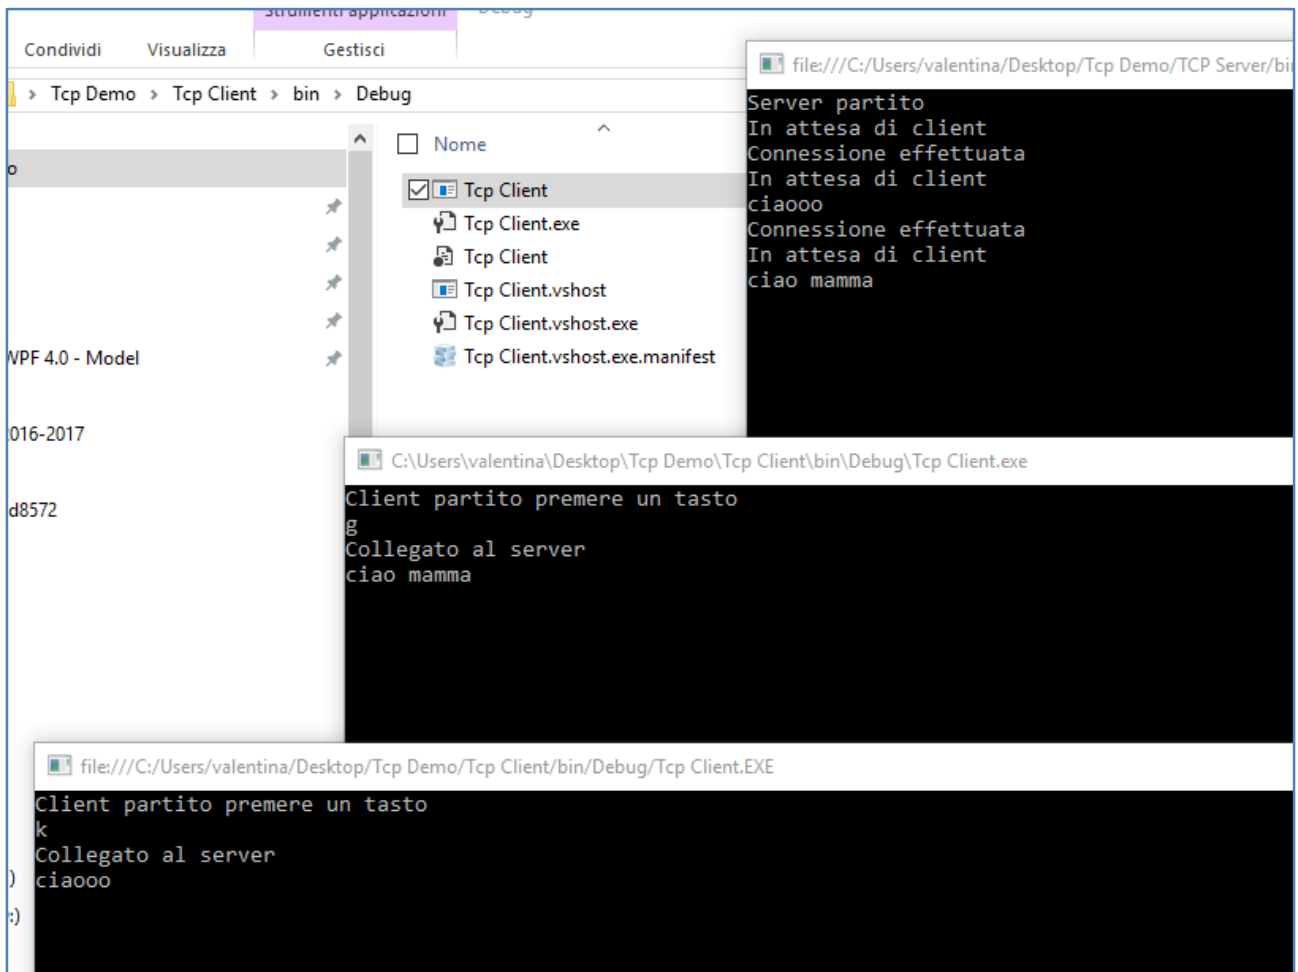 Strumenti applicazioni Debug
Condividi Visualizza Gestisci
> Tcp Demo > Tcp Client > bin > Debug
Nome
Tcp Client
Tcp Client.exe
Tcp Client
Tcp Client.vshost
Tcp Client.vshost.exe
Tcp Client.vshost.exe.manifest
o
WPF 4.0 - Model
2016-2017
d8572
)
:)
file:///C:/Users/valentina/Desktop/Tcp Demo/TCP Server/bi
Server partito
In attesa di client
Connessione effettuata
In attesa di client
ciaooo
Connessione effettuata
In attesa di client
ciao mamma
C:\Users\valentina\Desktop\Tcp Demo\Tcp Client\bin\Debug\Tcp Client.exe
Client partito premere un tasto
g
Collegato al server
ciao mamma
file:///C:/Users/valentina/Desktop/Tcp Demo/Tcp Client/bin/Debug/Tcp Client.EXE
Client partito premere un tasto
k
Collegato al server
ciaooo